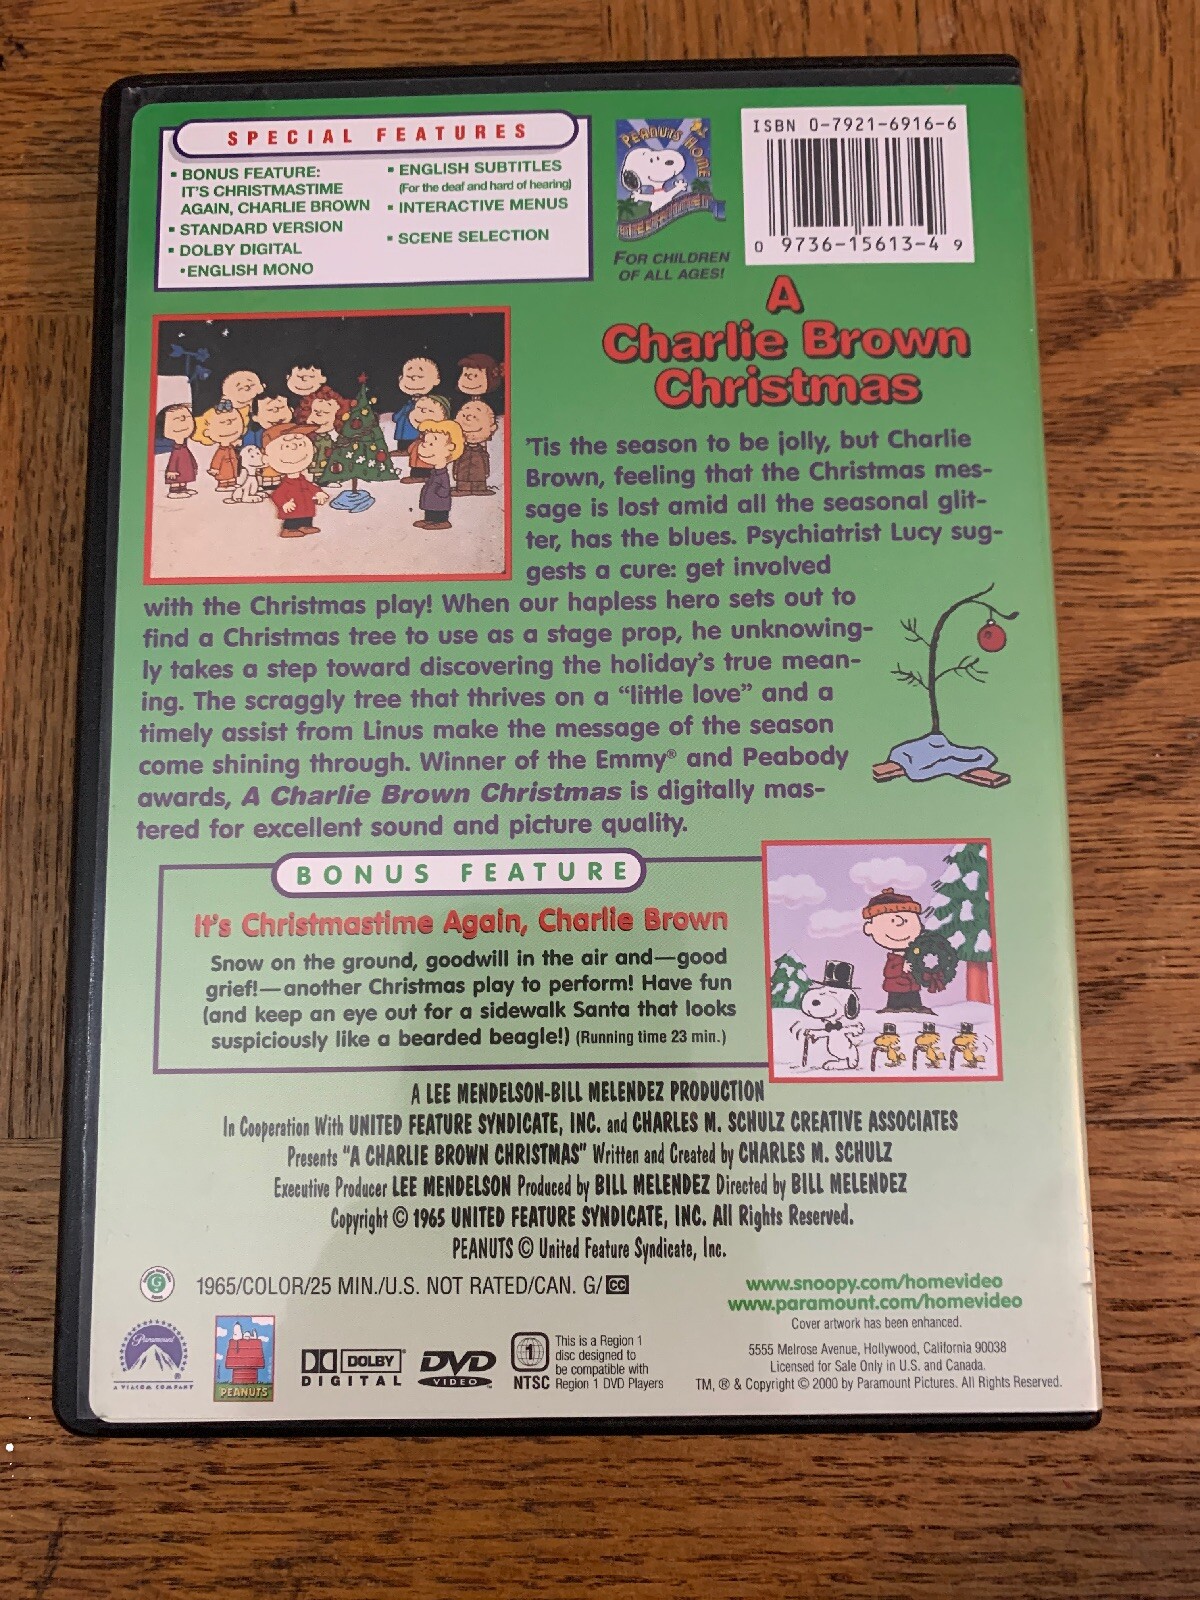 SPECIAL FEATURES
▪ BONUS FEATURE:
IT'S CHRISTMASTIME
AGAIN, CHARLIE BROWN
▪ STANDARD VERSION
▪ DOLBY DIGITAL
•ENGLISH MONO
▪ ENGLISH SUBTITLES
(For the deaf and hard of hearing)
▪ INTERACTIVE MENUS
▪ SCENE SELECTION
PEANUTS HOME
FOR CHILDREN
OF ALL AGES!
ISBN 0-7921-6916-6
0 9736-15613-4 9
A
Charlie Brown
Christmas
'Tis the season to be jolly, but Charlie
Brown, feeling that the Christmas mes-
sage is lost amid all the seasonal glit-
ter, has the blues. Psychiatrist Lucy sug-
gests a cure: get involved
with the Christmas play! When our hapless hero sets out to
find a Christmas tree to use as a stage prop, he unknowing-
ly takes a step toward discovering the holiday's true mean-
ing. The scraggly tree that thrives on a "little love" and a
timely assist from Linus make the message of the season
come shining through. Winner of the Emmy® and Peabody
awards, A Charlie Brown Christmas is digitally mas-
tered for excellent sound and picture quality.
BONUS FEATURE
It's Christmastime Again, Charlie Brown
Snow on the ground, goodwill in the air and—good
grief!—another Christmas play to perform! Have fun
(and keep an eye out for a sidewalk Santa that looks
suspiciously like a bearded beagle!) (Running time 23 min.)
A LEE MENDELSON-BILL MELENDEZ PRODUCTION
In Cooperation With UNITED FEATURE SYNDICATE, INC. and CHARLES M. SCHULZ CREATIVE ASSOCIATES
Presents "A CHARLIE BROWN CHRISTMAS" Written and Created by CHARLES M. SCHULZ
Executive Producer LEE MENDELSON Produced by BILL MELENDEZ Directed by BILL MELENDEZ
Copyright © 1965 UNITED FEATURE SYNDICATE, INC. All Rights Reserved.
PEANUTS © United Feature Syndicate, Inc.
G
1965/COLOR/25 MIN./U.S. NOT RATED/CAN. G/CC
www.snoopy.com/homevideo
www.paramount.com/homevideo
Cover artwork has been enhanced.
Paramount
A VIACOM COMPANY
PEANUTS
DOLBY
DIGITAL
DVD
VIDEO™
1
NTSC
This is a Region 1
disc designed to
be compatible with
Region 1 DVD Players
5555 Melrose Avenue, Hollywood, California 90038
Licensed for Sale Only in U.S. and Canada.
TM, ® & Copyright © 2000 by Paramount Pictures. All Rights Reserved.